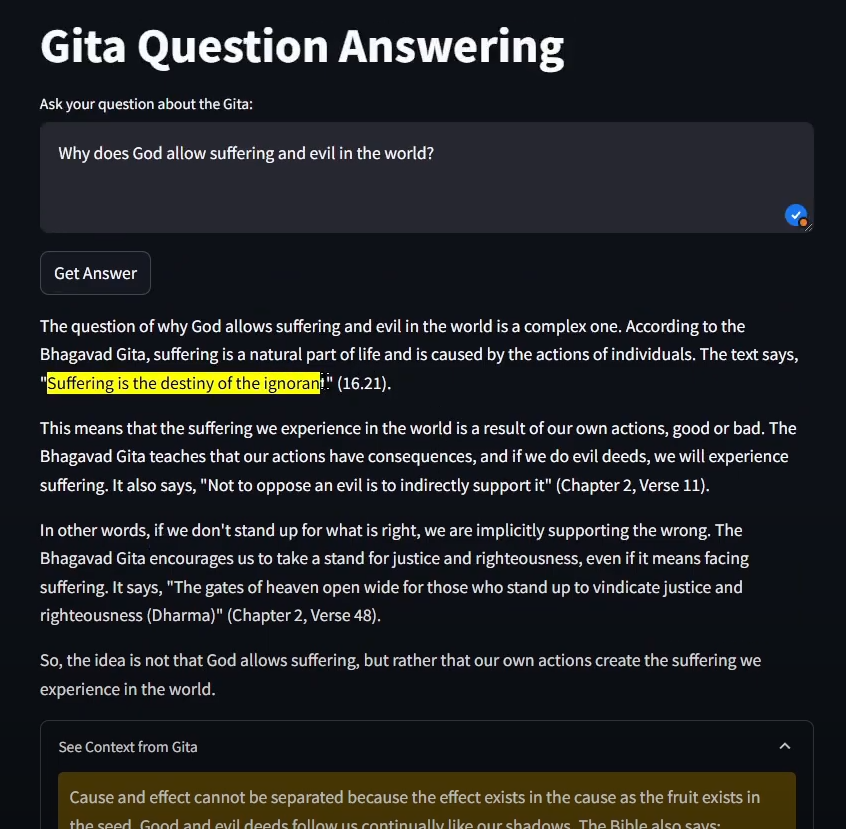 Gita Question Answering
Ask your question about the Gita:
Why does God allow suffering and evil in the world?
Get Answer
The question of why God allows suffering and evil in the world is a complex one. According to the
Bhagavad Gita, suffering is a natural part of life and is caused by the actions of individuals. The text says,
"Suffering is the destiny of the ignorant" (16.21).
This means that the suffering we experience in the world is a result of our own actions, good or bad. The
Bhagavad Gita teaches that our actions have consequences, and if we do evil deeds, we will experience
suffering. It also says, "Not to oppose an evil is to indirectly support it" (Chapter 2, Verse 11).
In other words, if we don't stand up for what is right, we are implicitly supporting the wrong. The
Bhagavad Gita encourages us to take a stand for justice and righteousness, even if it means facing
suffering. It says, "The gates of heaven open wide for those who stand up to vindicate justice and
righteousness (Dharma)" (Chapter 2, Verse 48).
So, the idea is not that God allows suffering, but rather that our own actions create the suffering we
experience in the world.
See Context from Gita
Cause and effect cannot be separated because the effect exists in the cause as the fruit exists in
the seed. Good and evil deeds follow us continually like our shadows. The Bible also says: